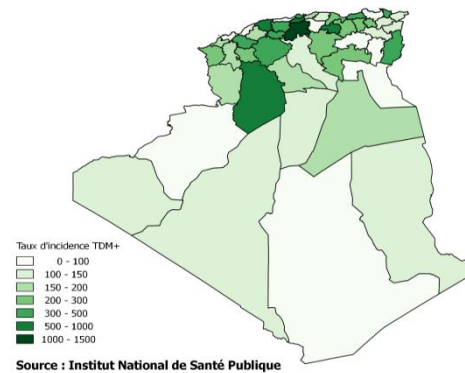 Taux d'incidence TDM+
0 - 100
100 - 150
150 - 200
200 - 300
300 - 500
500 - 1000
1000 - 1500
Source : Institut National de Santé Publique